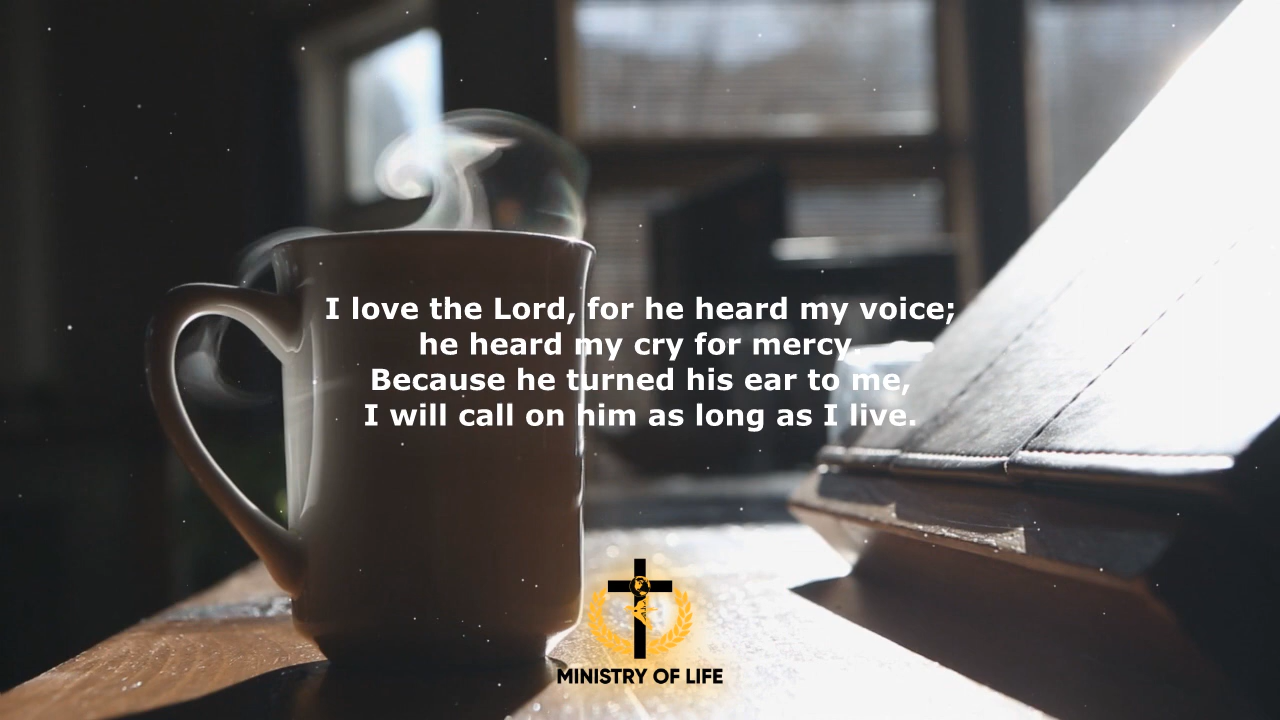 I love the Lord, for he heard my voice;
he heard my cry for mercy.
Because he turned his ear to me,
I will call on him as long as I live.
MINISTRY OF LIFE